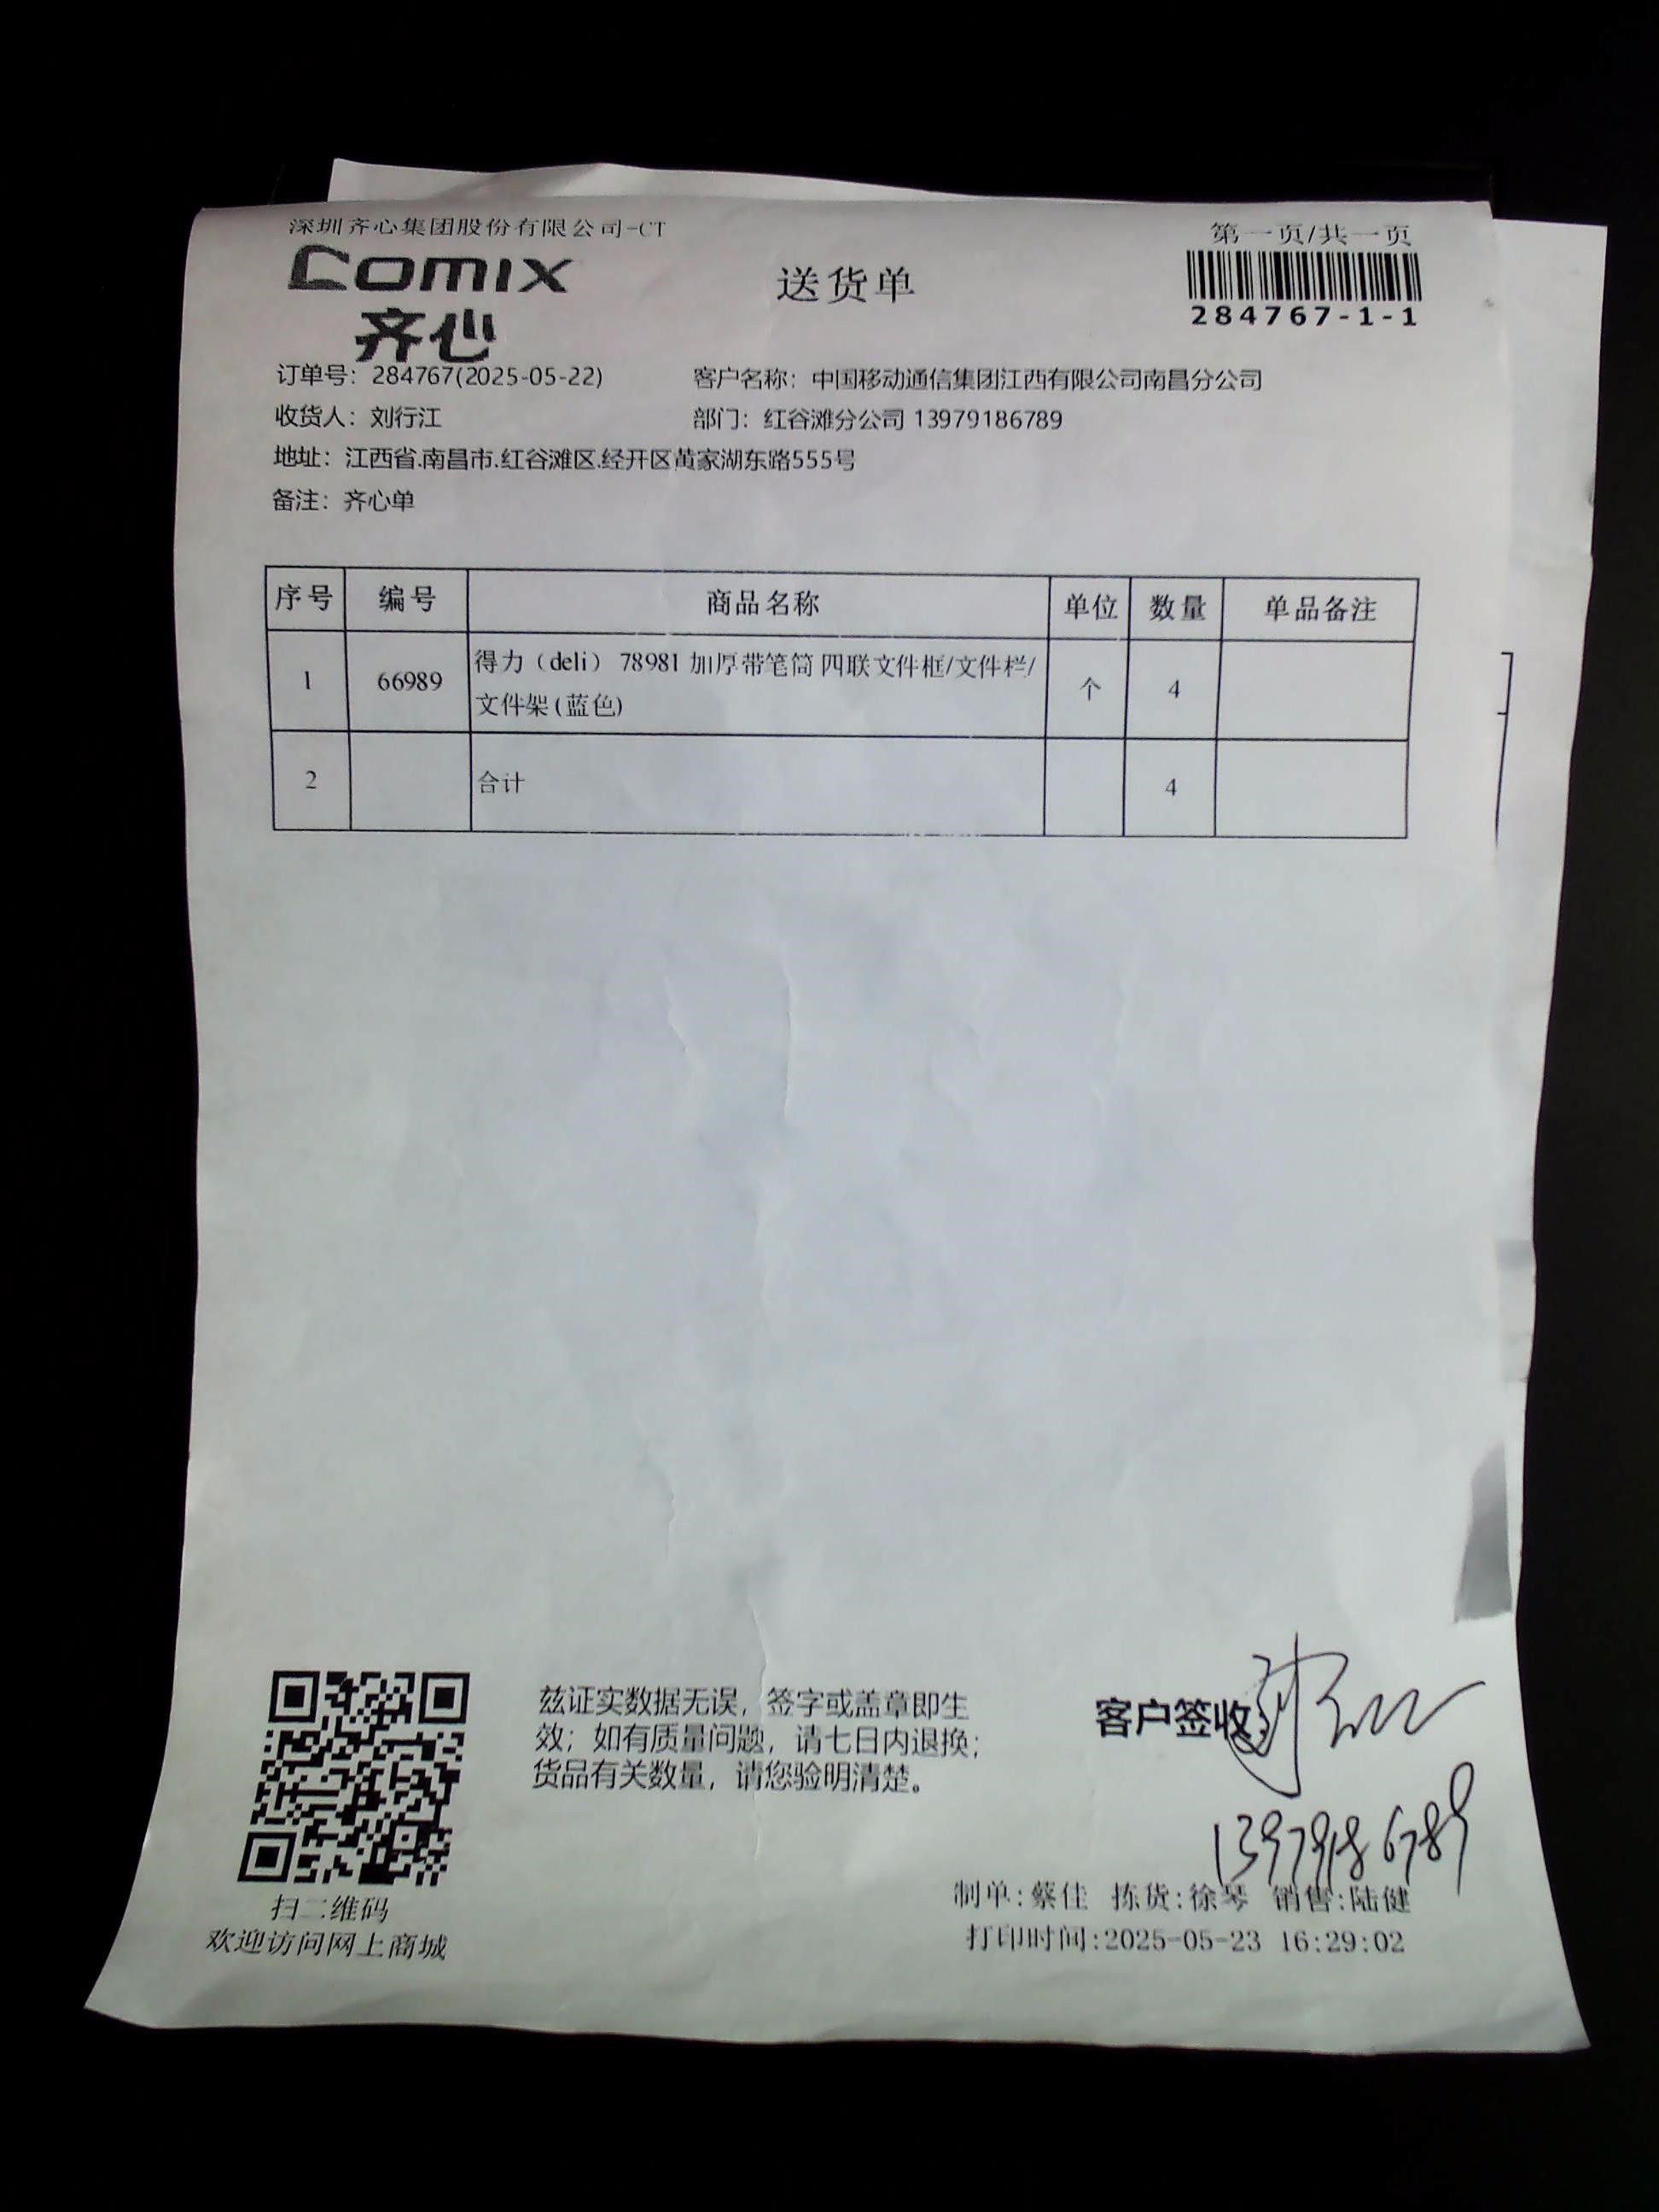 深圳齐心集团股份有限公司-CT
第一页/共一页
comix
齐心
送货单
284767-1-1
订单号：284767(2025-05-22)
客户名称：中国移动通信集团江西有限公司南昌分公司
收货人：刘行江
部门：红谷滩分公司 13979186789
地址：江西省.南昌市.红谷滩区.经开区黄家湖东路555号
备注：齐心单
序号 编号 商品名称 单位 数量 单品备注
1 66989 得力（deli） 78981 加厚带笔筒 四联文件框/文件栏/ 个 4
文件架(蓝色)
2 合计 4
兹证实数据无误，签字或盖章即生
效；如有质量问题，请七日内退换；
货品有关数量，请您验明清楚。
客户签收
13979186789
扫二维码
欢迎访问网上商城
制单:蔡佳 拣货:徐琴 销售:陆健
打印时间:2025-05-23 16:29:02